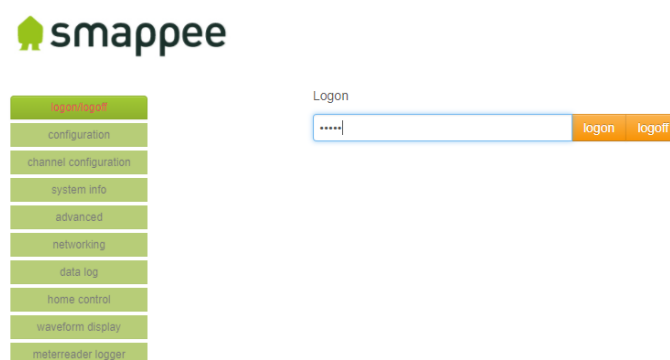 smappee
logon/logoff
configuration
channel configuration
system info
advanced
networking
data log
home control
waveform display
meterreader logger
Logon
•••••
logon logoff